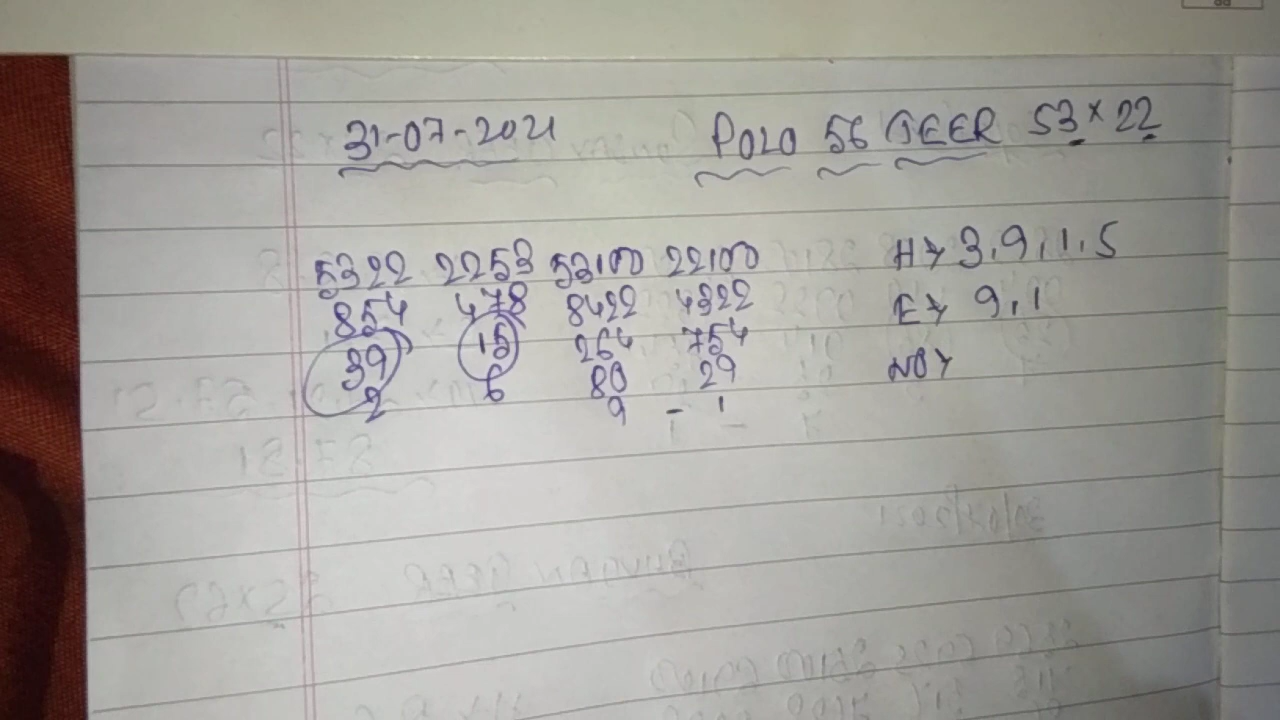 31-07-2021 POLO 56 TEER 53 × 22
5322 2253 53100 22100 H> 3, 9, 1, 5
854 478 8422 4322 E> 9, 1
39 15 264 754 NO>
2 6 80 29
9 - 1